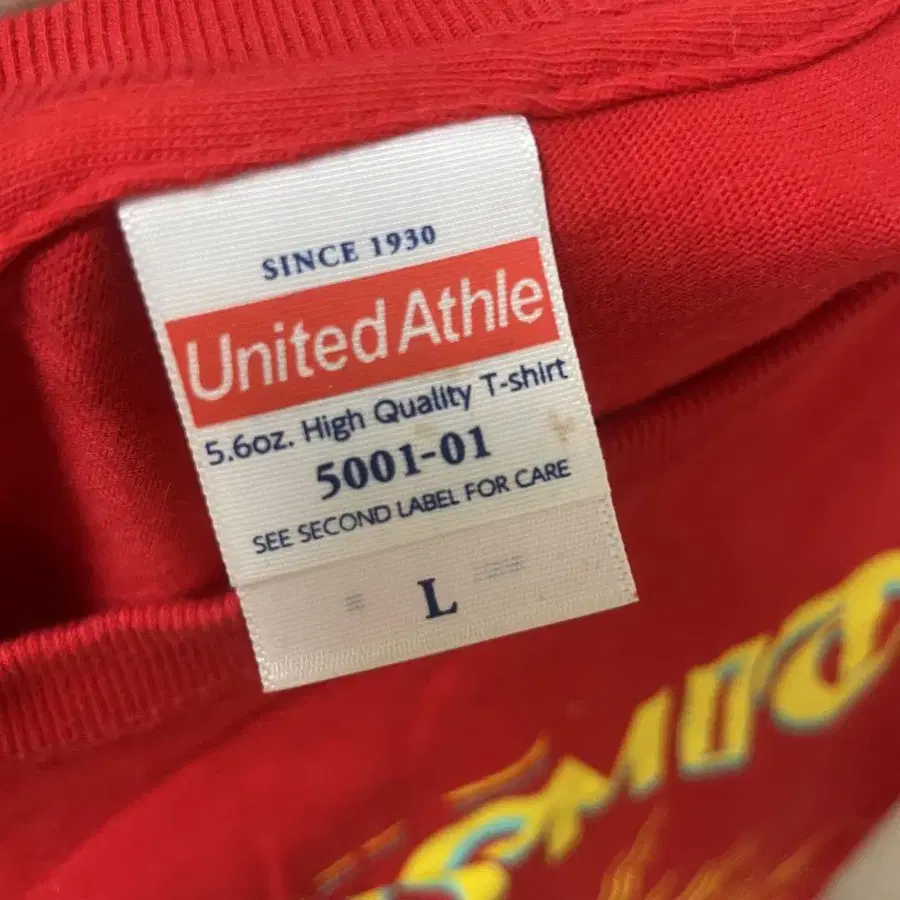 SINCE 1930
United Athle
5.6oz. High Quality T-shirt
5001-01
SEE SECOND LABEL FOR CARE
L